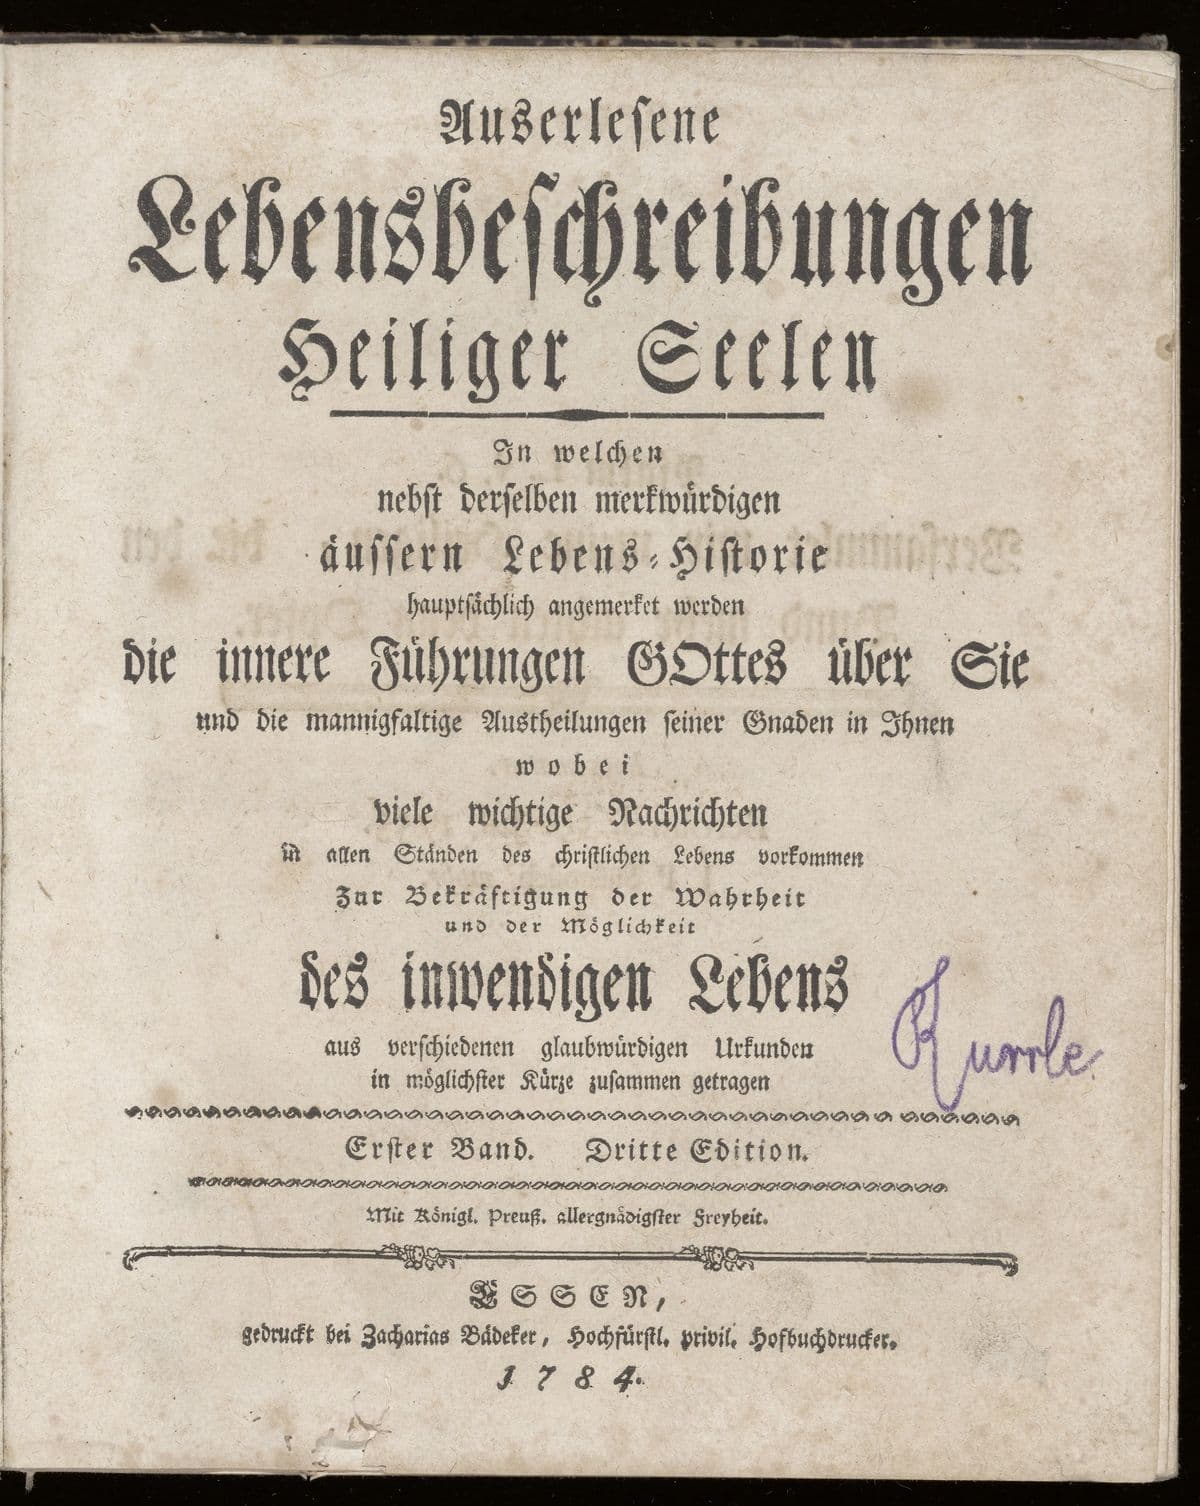 Auserlesene
Lebensbeschreibungen
Heiliger Seelen
In welchen
nebst derselben merkwürdigen
äussern Lebens-Historie
hauptsächlich angemerket werden
die innere Führungen GOttes über Sie
und die mannigfaltige Austheilungen seiner Gnaden in Ihnen
wobei
viele wichtige Nachrichten
in allen Ständen des christlichen Lebens vorkommen
Zur Bekräftigung der Wahrheit
und der Möglichkeit
des inwendigen Lebens
aus verschiedenen glaubwürdigen Urkunden
in möglichster Kürze zusammen getragen
Kurrle.
Erster Band. Dritte Edition.
Mit Königl. Preuß. allergnädigster Freyheit.
ESSEN,
gedruckt bei Zacharias Bädeker, Hochfürstl. privil. Hofbuchdrucker.
1784.